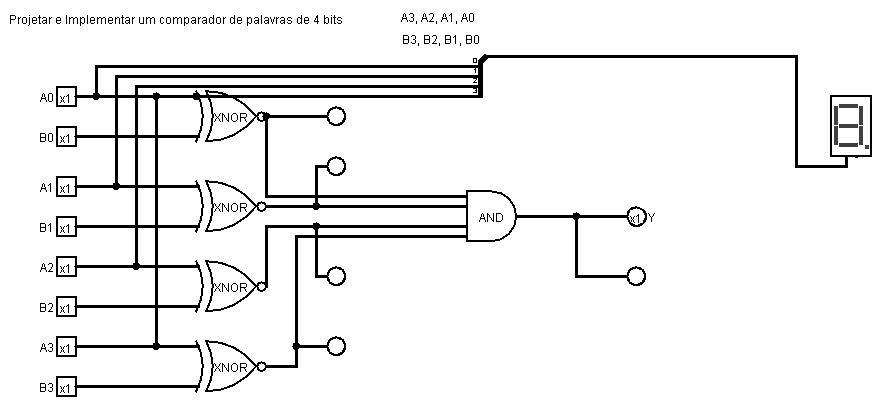 Projetar e Implementar um comparador de palavras de 4 bits
A3, A2, A1, A0
B3, B2, B1, B0
0
1
2
3
A0 x1
XNOR
B0 x1
A1 x1
XNOR
B1 x1
AND
x1 Y
A2 x1
XNOR
B2 x1
A3 x1
XNOR
B3 x1